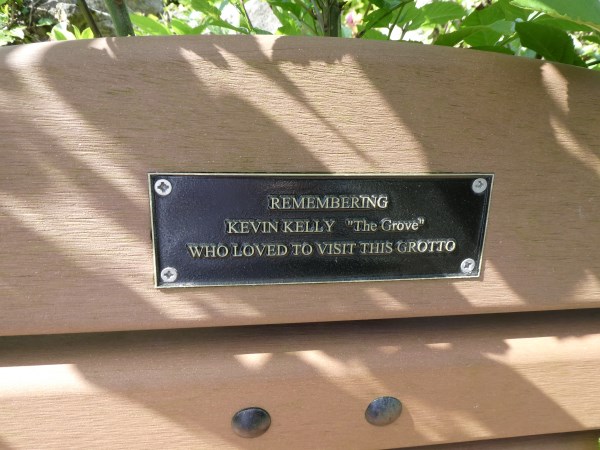 REMEMBERING
KEVIN KELLY "The Grove"
WHO LOVED TO VISIT THIS GROTTO